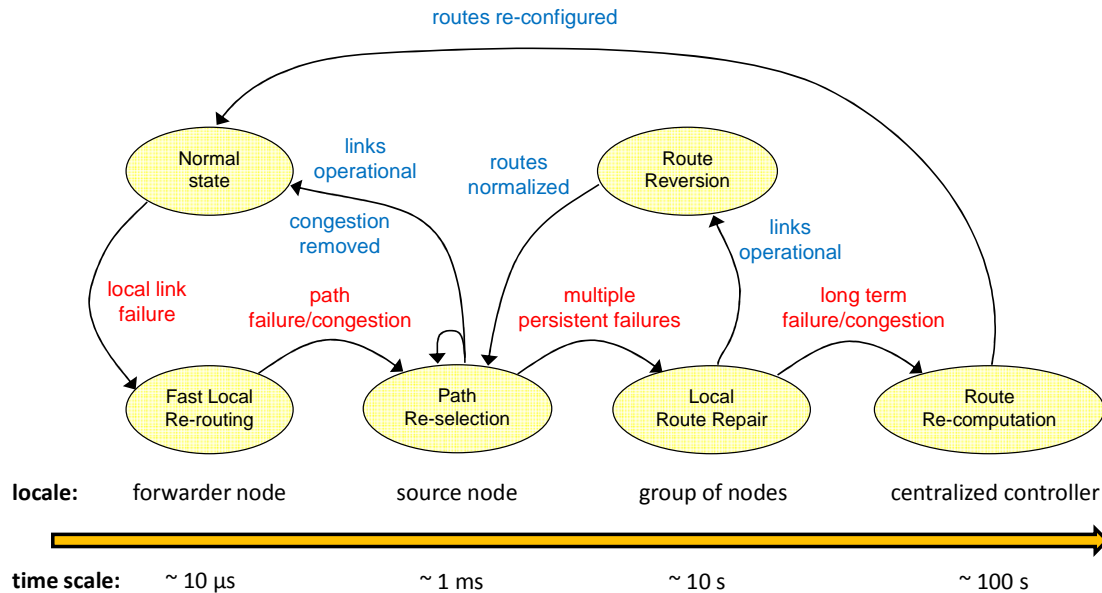 routes re-configured
Normal
state
links
operational
routes
normalized
Route
Reversion
congestion
removed
links
operational
local link
failure
path
failure/congestion
multiple
persistent failures
long term
failure/congestion
Fast Local
Re-routing
Path
Re-selection
Local
Route Repair
Route
Re-computation
locale: forwarder node source node group of nodes centralized controller
time scale: ~ 10 µs ~ 1 ms ~ 10 s ~ 100 s